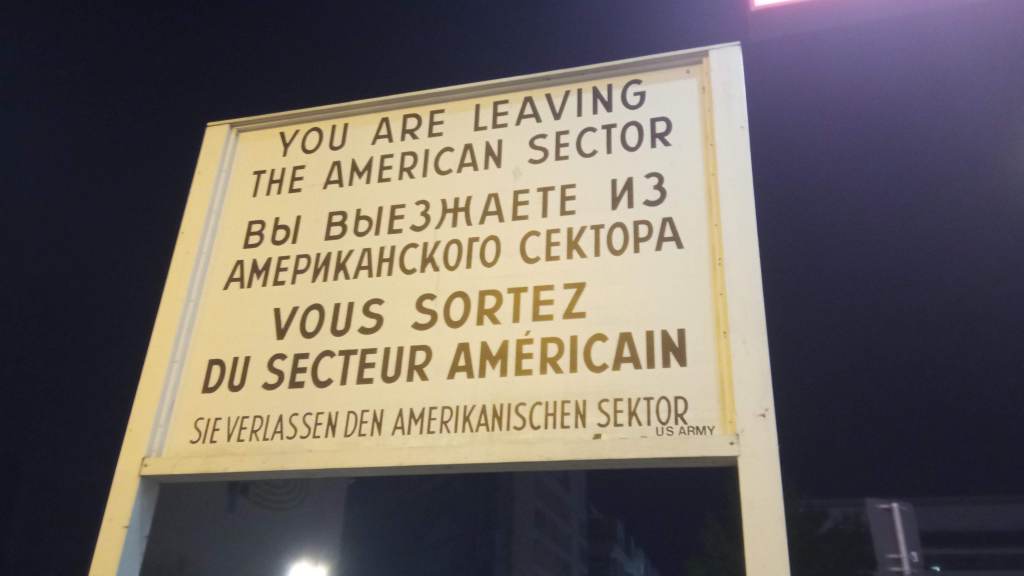 YOU ARE LEAVING
THE AMERICAN SECTOR
ВЫ ВЫЕЗЖАЕТЕ ИЗ
АМЕРИКАНСКОГО СЕКТОРА
VOUS SORTEZ
DU SECTEUR AMÉRICAIN
SIE VERLASSEN DEN AMERIKANISCHEN SEKTOR
US ARMY